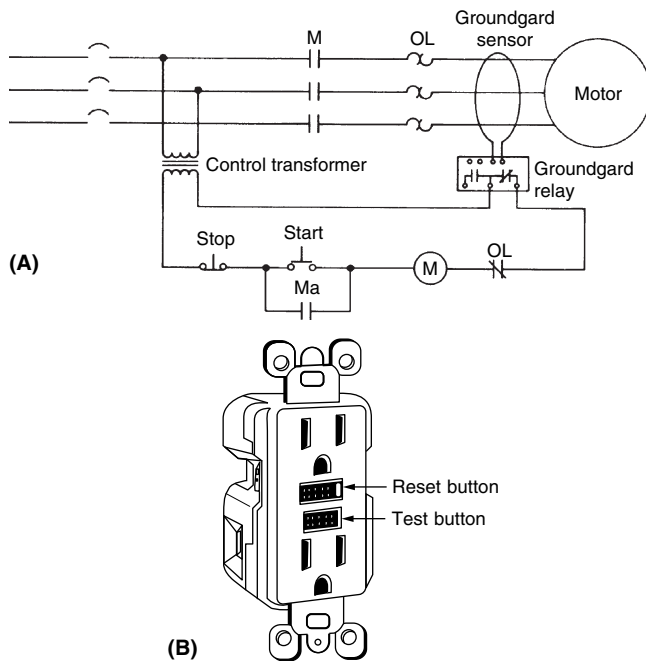 Groundgard
sensor
M
OL
Motor
Control transformer
Groundgard
relay
Stop
Start
OL
(A)
M
Ma
Reset button
Test button
(B)